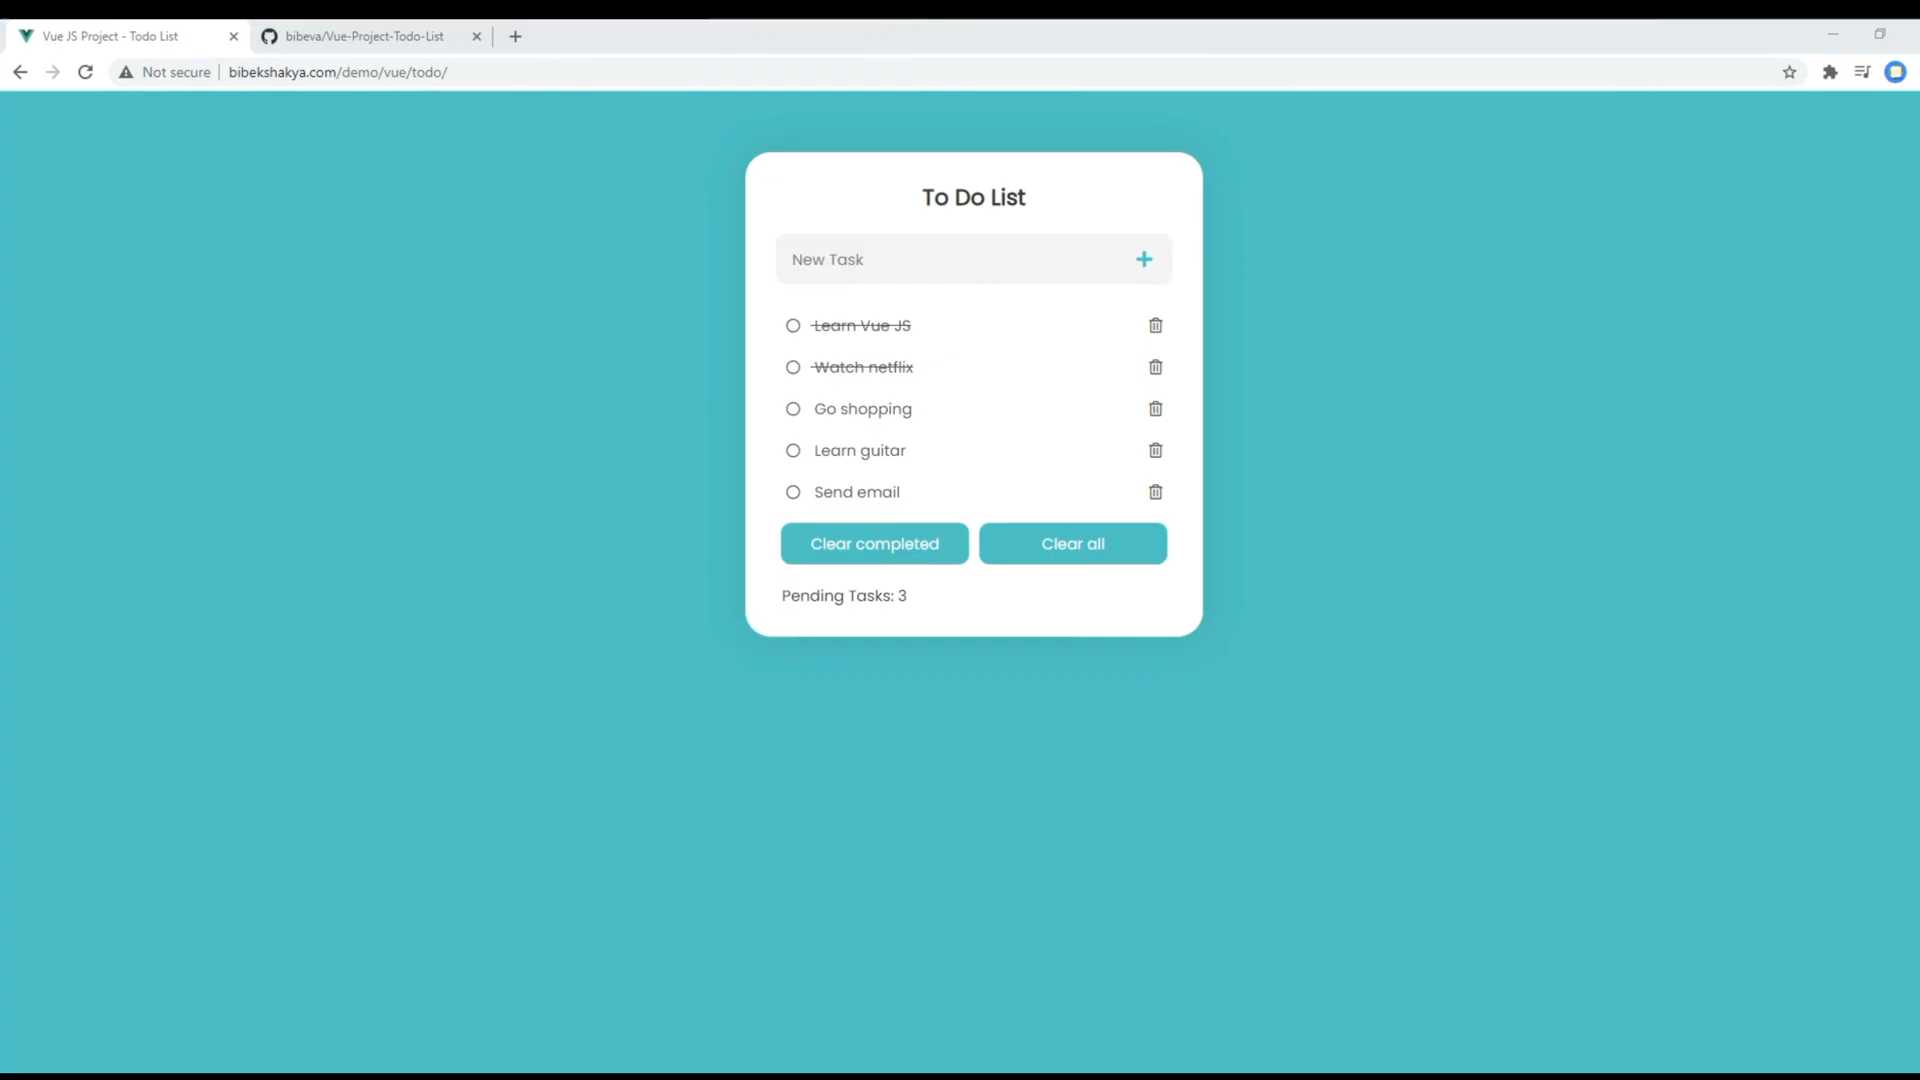 Vue JS Project - Todo List
bibeva/Vue-Project-Todo-List
Not secure
bibekshakya.com/demo/vue/todo/
To Do List
New Task
Learn Vue JS
Watch netflix
Go shopping
Learn guitar
Send email
Clear completed
Clear all
Pending Tasks: 3